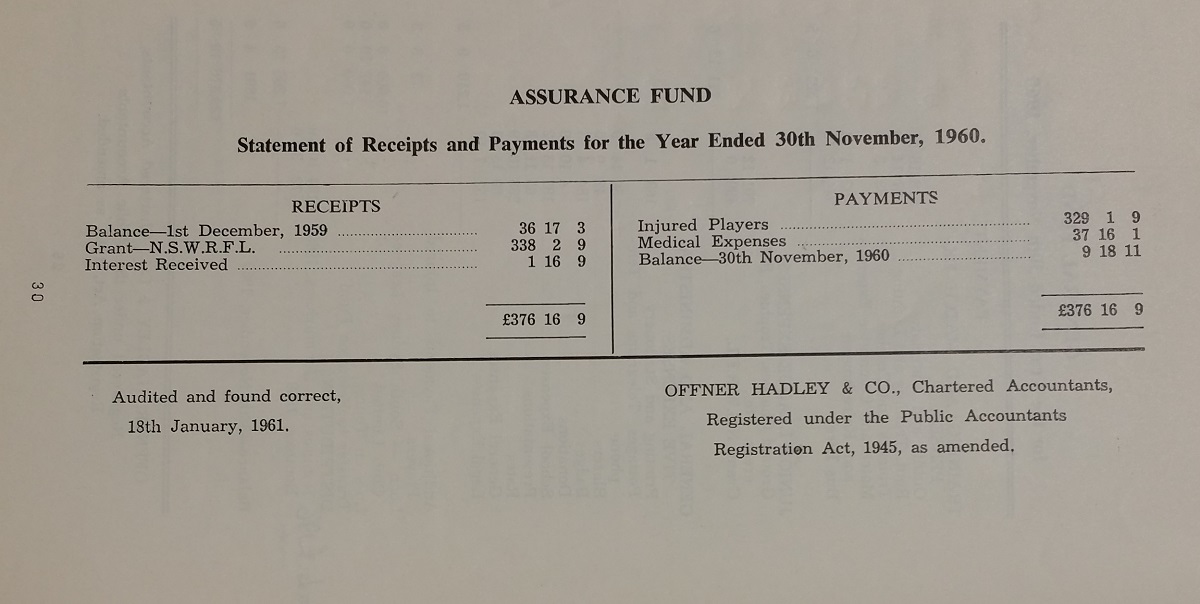 ASSURANCE FUND
Statement of Receipts and Payments for the Year Ended 30th November, 1960.
RECEIPTS
Balance—1st December, 1959 ........................ 36 17 3
Grant—N.S.W.R.F.L. ........................ 338 2 9
Interest Received ........................ 1 16 9
£376 16 9
PAYMENTS
Injured Players ........................ 329 1 9
Medical Expenses ........................ 37 16 1
Balance—30th November, 1960 ........................ 9 18 11
£376 16 9
30
Audited and found correct,
18th January, 1961.
OFFNER HADLEY & CO., Chartered Accountants,
Registered under the Public Accountants
Registration Act, 1945, as amended.